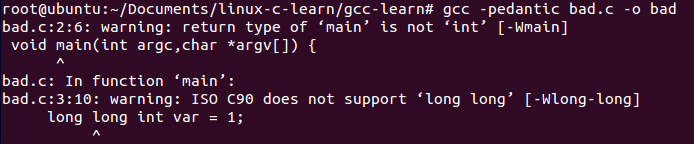 root@ubuntu:~/Documents/linux-c-learn/gcc-learn# gcc -pedantic bad.c -o bad
bad.c:2:6: warning: return type of ‘main’ is not ‘int’ [-Wmain]
 void main(int argc,char *argv[]) {
      ^
bad.c: In function ‘main’:
bad.c:3:10: warning: ISO C90 does not support ‘long long’ [-Wlong-long]
     long long int var = 1;
          ^